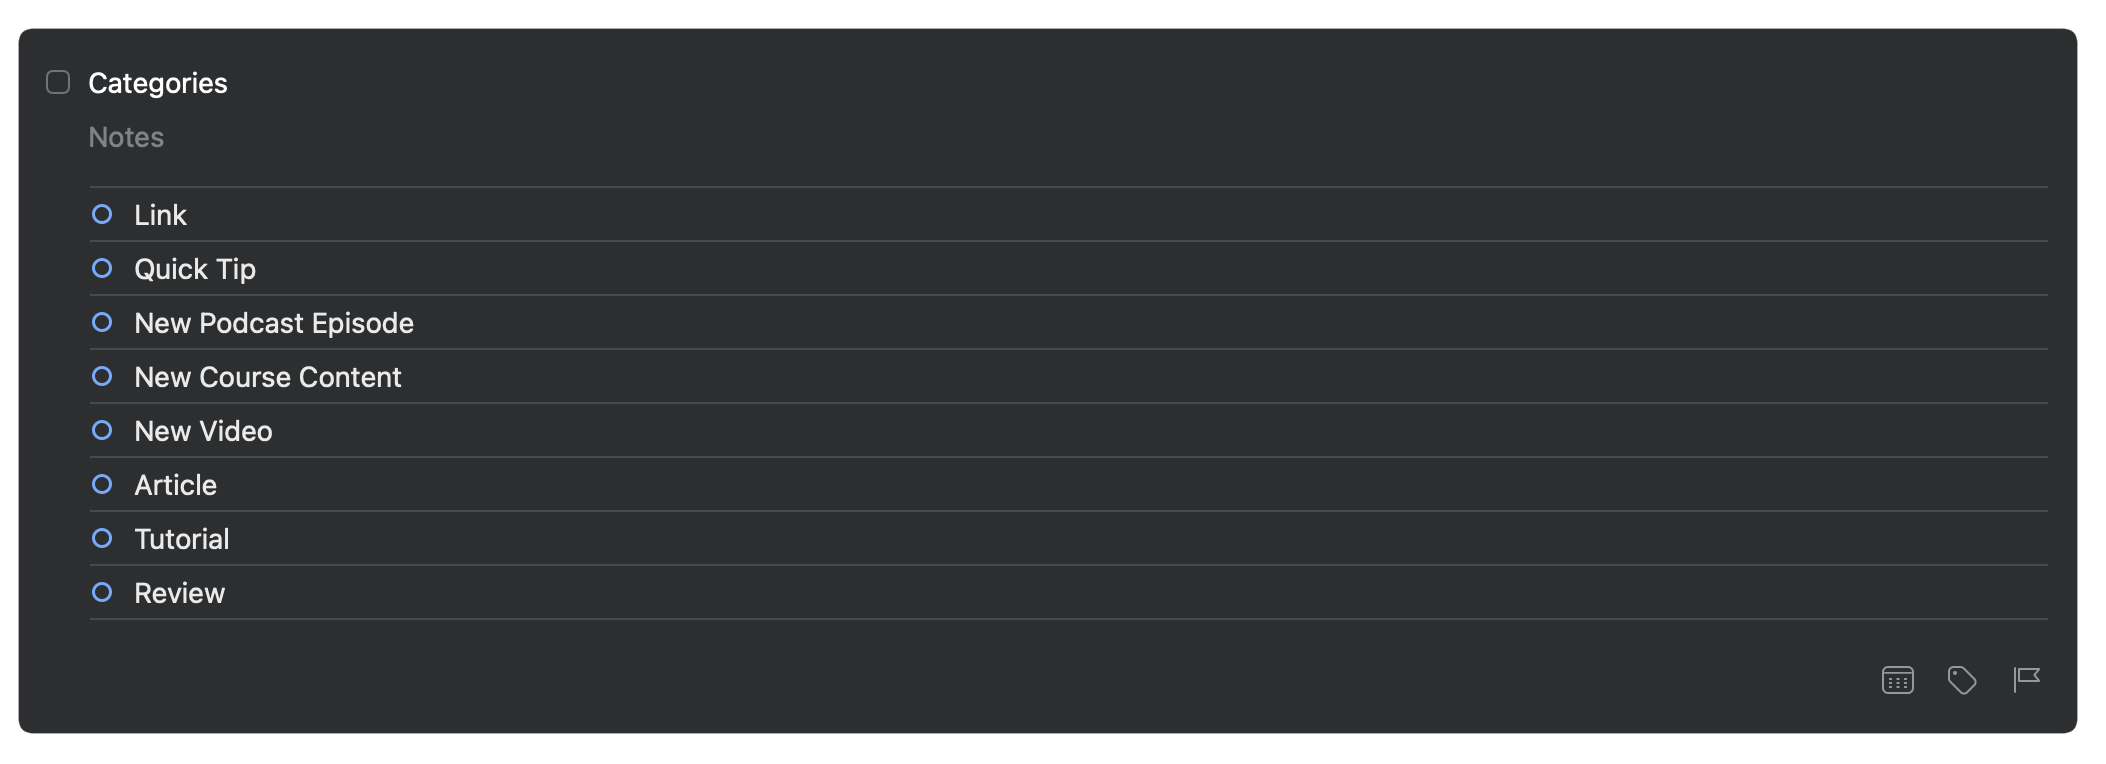 Categories
Notes
Link
Quick Tip
New Podcast Episode
New Course Content
New Video
Article
Tutorial
Review